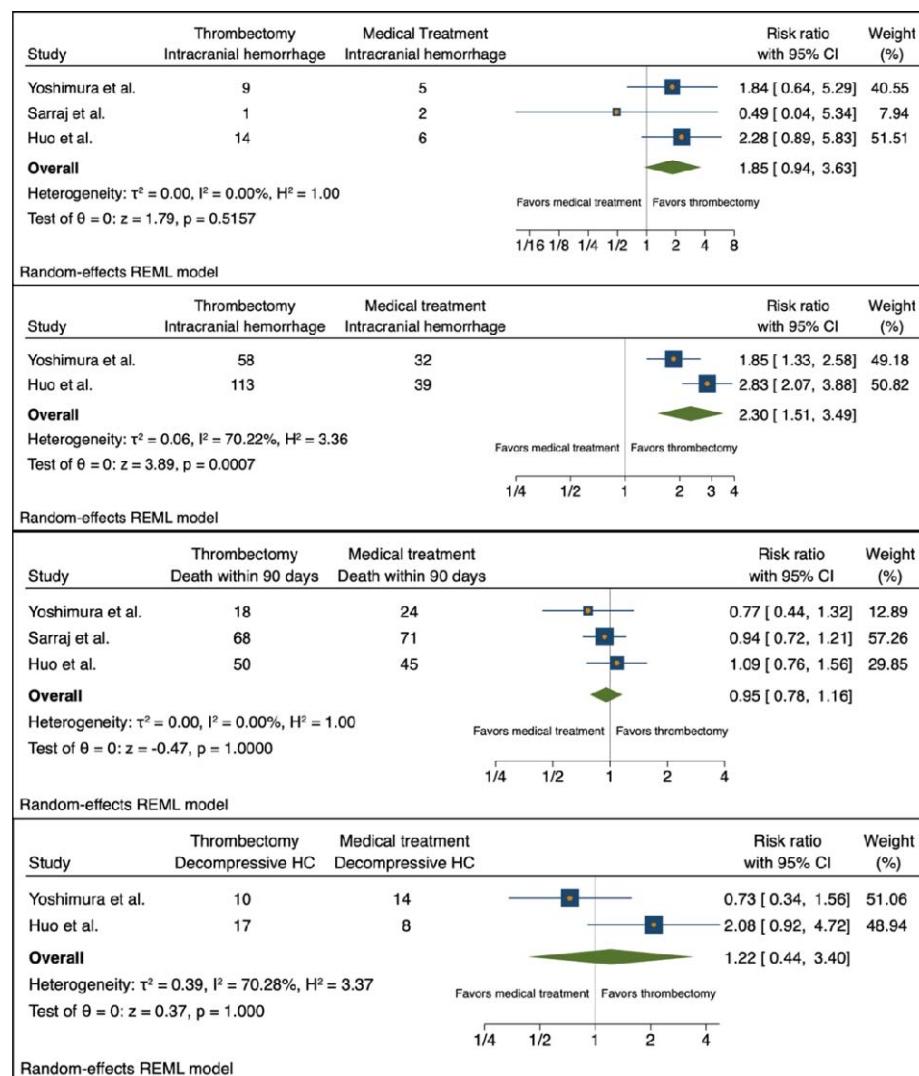 Thrombectomy Medical Treatment Risk ratio Weight
Study Intracranial hemorrhage Intracranial hemorrhage with 95% CI (%)
Yoshimura et al. 9 5 1.84 [ 0.64, 5.29] 40.55
Sarraj et al. 1 2 0.49 [ 0.04, 5.34] 7.94
Huo et al. 14 6 2.28 [ 0.89, 5.83] 51.51
Overall 1.85 [ 0.94, 3.63]
Heterogeneity: τ² = 0.00, I² = 0.00%, H² = 1.00
Favors medical treatment Favors thrombectomy
Test of θ = 0: z = 1.79, p = 0.5157
1/16 1/8 1/4 1/2 1 2 4 8
Random-effects REML model
Thrombectomy Medical treatment Risk ratio Weight
Study Intracranial hemorrhage Intracranial hemorrhage with 95% CI (%)
Yoshimura et al. 58 32 1.85 [ 1.33, 2.58] 49.18
Huo et al. 113 39 2.83 [ 2.07, 3.88] 50.82
Overall 2.30 [ 1.51, 3.49]
Heterogeneity: τ² = 0.06, I² = 70.22%, H² = 3.36
Favors medical treatment Favors thrombectomy
Test of θ = 0: z = 3.89, p = 0.0007
1/4 1/2 1 2 3 4
Random-effects REML model
Thrombectomy Medical treatment Risk ratio Weight
Study Death within 90 days Death within 90 days with 95% CI (%)
Yoshimura et al. 18 24 0.77 [ 0.44, 1.32] 12.89
Sarraj et al. 68 71 0.94 [ 0.72, 1.21] 57.26
Huo et al. 50 45 1.09 [ 0.76, 1.56] 29.85
Overall 0.95 [ 0.78, 1.16]
Heterogeneity: τ² = 0.00, I² = 0.00%, H² = 1.00
Favors medical treatment Favors thrombectomy
Test of θ = 0: z = -0.47, p = 1.0000
1/4 1/2 1 2 4
Random-effects REML model
Thrombectomy Medical treatment Risk ratio Weight
Study Decompressive HC Decompressive HC with 95% CI (%)
Yoshimura et al. 10 14 0.73 [ 0.34, 1.56] 51.06
Huo et al. 17 8 2.08 [ 0.92, 4.72] 48.94
Overall 1.22 [ 0.44, 3.40]
Heterogeneity: τ² = 0.39, I² = 70.28%, H² = 3.37
Favors medical treatment Favors thrombectomy
Test of θ = 0: z = 0.37, p = 1.000
1/4 1/2 1 2 4
Random-effects REML model